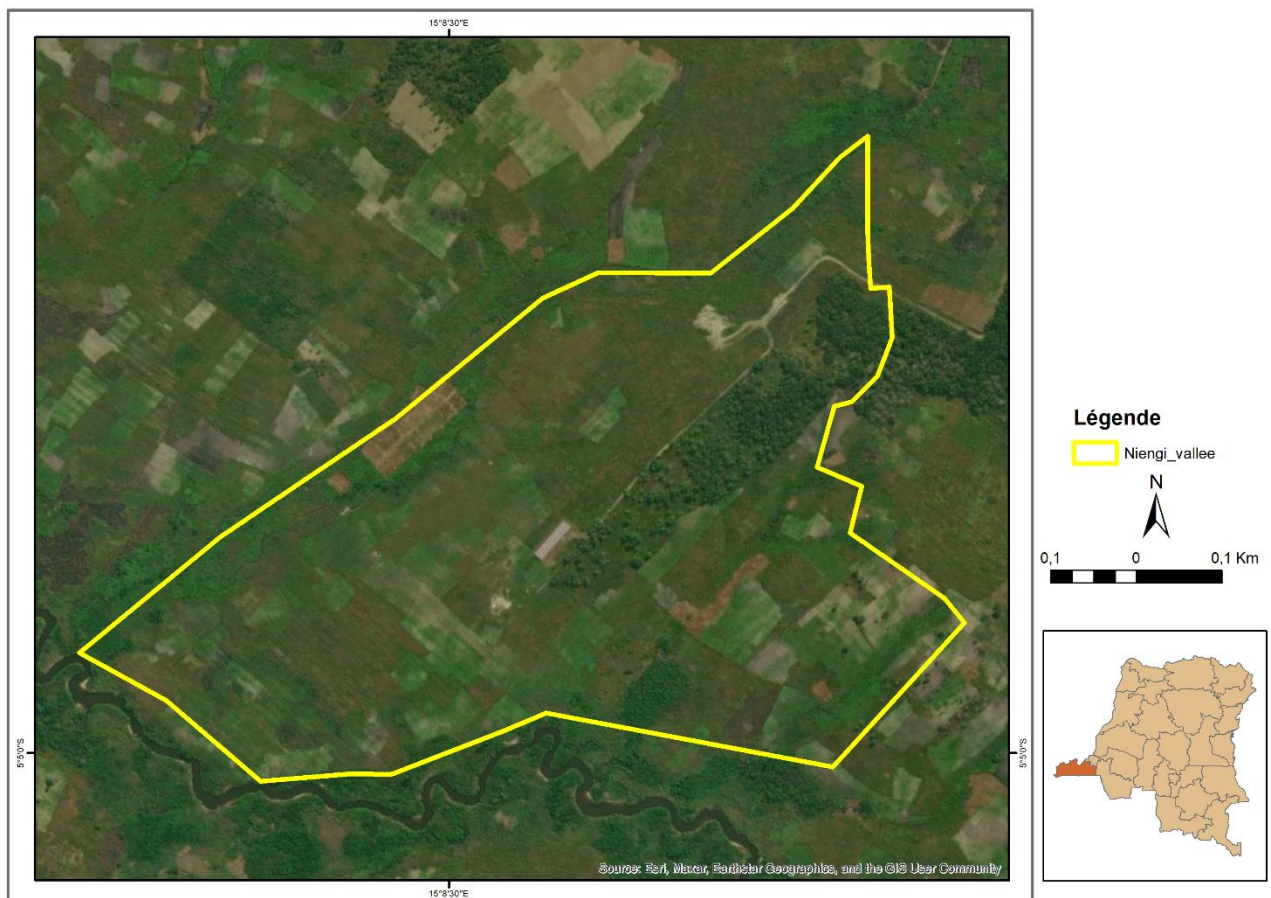 15°8'30"E
5°5'0"S
5°5'0"S
Source: Esri, Maxar, Earthstar Geographics, and the GIS User Community
15°8'30"E
Légende
Niengi_vallee
N
0,1 0 0,1 Km